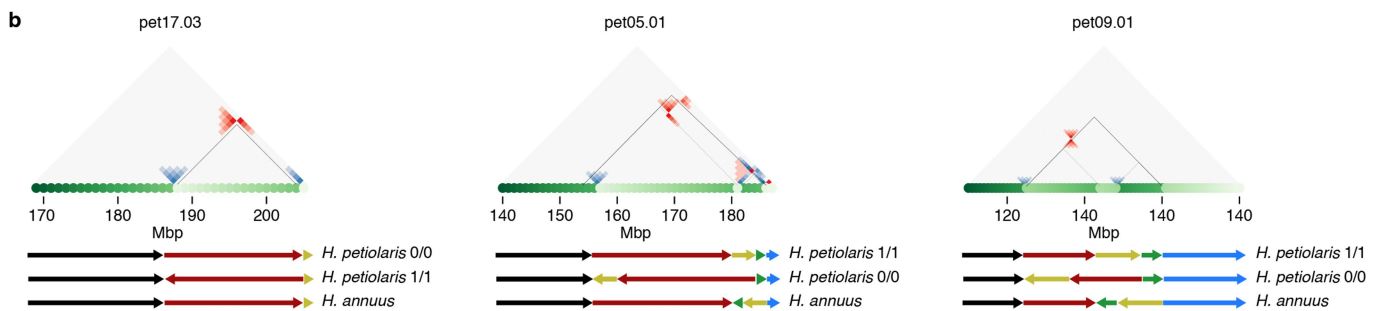 b
pet17.03 pet05.01 pet09.01
170 180 190 200 140 150 160 170 180 120 140 140 140
Mbp Mbp Mbp
H. petiolaris 0/0 H. petiolaris 1/1 H. petiolaris 1/1
H. petiolaris 1/1 H. petiolaris 0/0 H. petiolaris 0/0
H. annuus H. annuus H. annuus